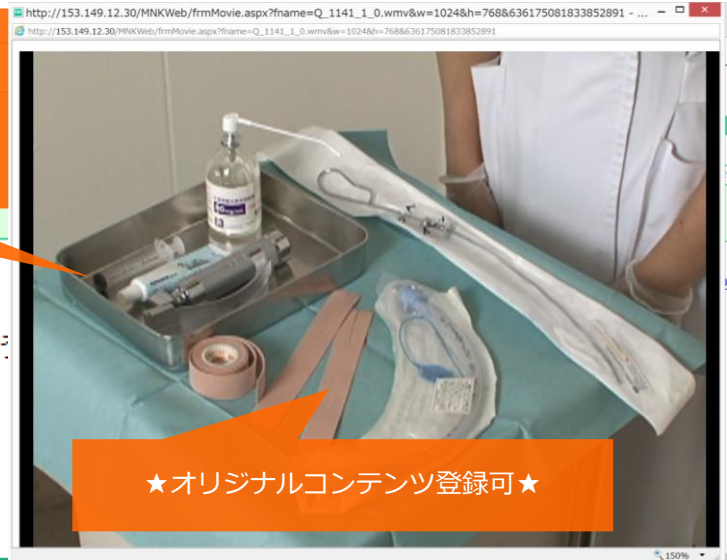 http://153.149.12.30/MNKWeb/frmMovie.aspx?fname=Q_1141_1_0.wmv&w=1024&h=768&636175081833852891 - ...
http://153.149.12.30/MNKWeb/frmMovie.aspx?fname=Q_1141_1_0.wmv&w=1024&h=768&636175081833852891
★オリジナルコンテンツ登録可★
150%